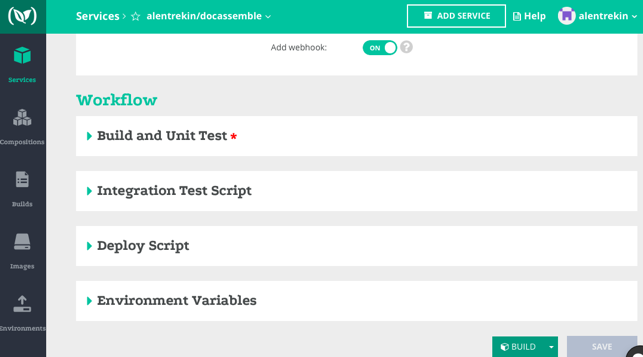 Services > alentrekin/docassemble
ADD SERVICE
Help
alentrekin
Services
Compositions
Builds
Images
Environments
Add webhook: ON ?
Workflow
Build and Unit Test *
Integration Test Script
Deploy Script
Environment Variables
BUILD
SAVE